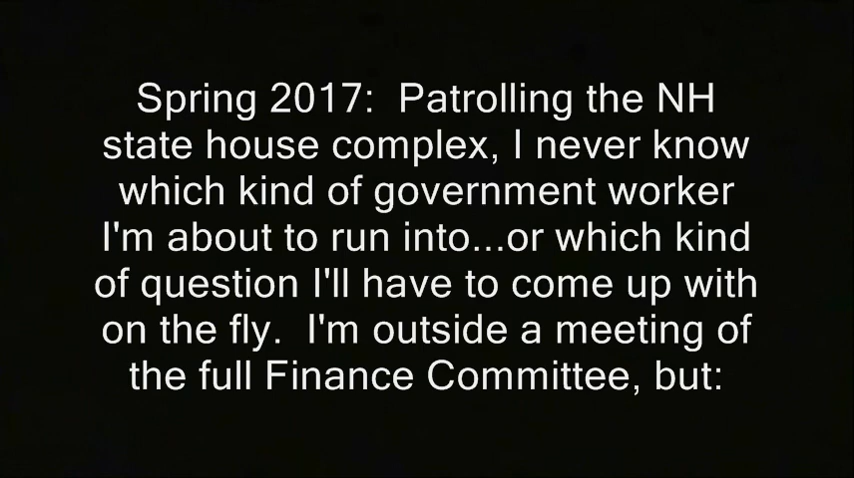 Spring 2017:  Patrolling the NH
state house complex, I never know
which kind of government worker
I'm about to run into...or which kind
of question I'll have to come up with
on the fly.  I'm outside a meeting of
the full Finance Committee, but: